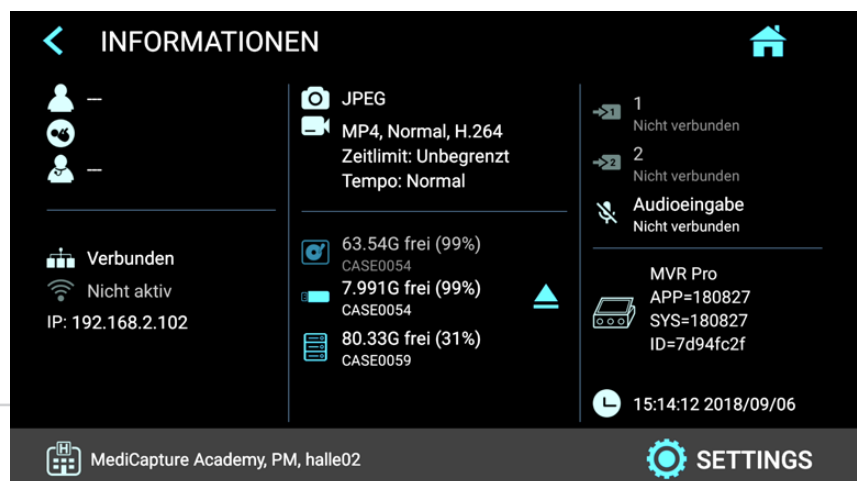 INFORMATIONEN
---
---
Verbunden
Nicht aktiv
IP: 192.168.2.102
JPEG
MP4, Normal, H.264
Zeitlimit: Unbegrenzt
Tempo: Normal
63.54G frei (99%)
CASE0054
7.991G frei (99%)
CASE0054
80.33G frei (31%)
CASE0059
1
1
Nicht verbunden
2
2
Nicht verbunden
Audioeingabe
Nicht verbunden
MVR Pro
APP=180827
SYS=180827
ID=7d94fc2f
15:14:12 2018/09/06
H
MediCapture Academy, PM, halle02
SETTINGS